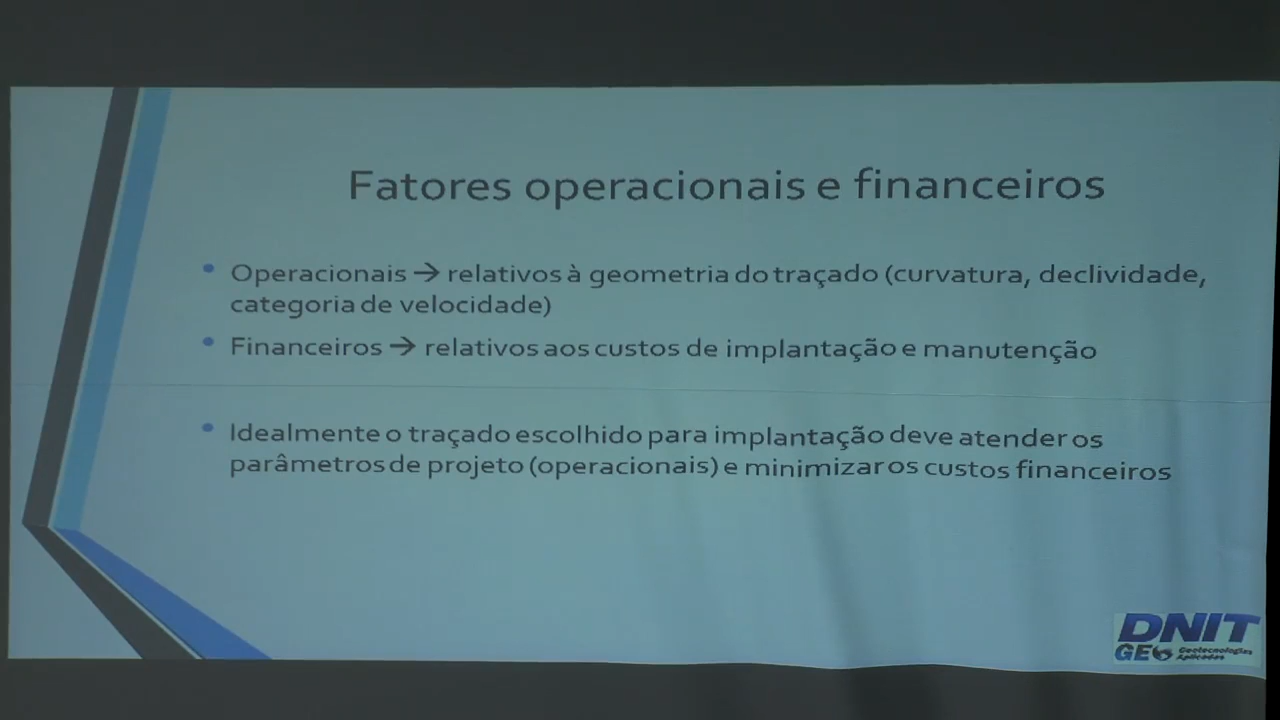 Fatores operacionais e financeiros
• Operacionais → relativos à geometria do traçado (curvatura, declividade,
categoria de velocidade)
• Financeiros → relativos aos custos de implantação e manutenção
• Idealmente o traçado escolhido para implantação deve atender os
parâmetros de projeto (operacionais) e minimizar os custos financeiros
DNIT
GEO Geotecnologias
Aplicadas